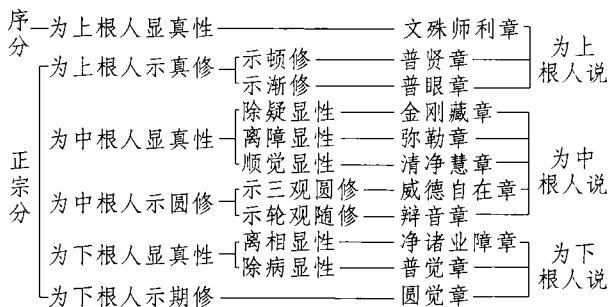 序分 为上根人显真性 文殊师利章
正宗分 为上根人示真修 示顿修 普贤章 为上根人说
示渐修 普眼章
为中根人显真性 除疑显性 金刚藏章
离障显性 弥勒章
顺觉显性 清净慧章 为中根人说
为中根人示圆修 示三观圆修 威德自在章
示轮观随修 辩音章
为下根人显真性 离相显性 净诸业障章
除病显性 普觉章 为下根人说
为下根人示期修 圆觉章